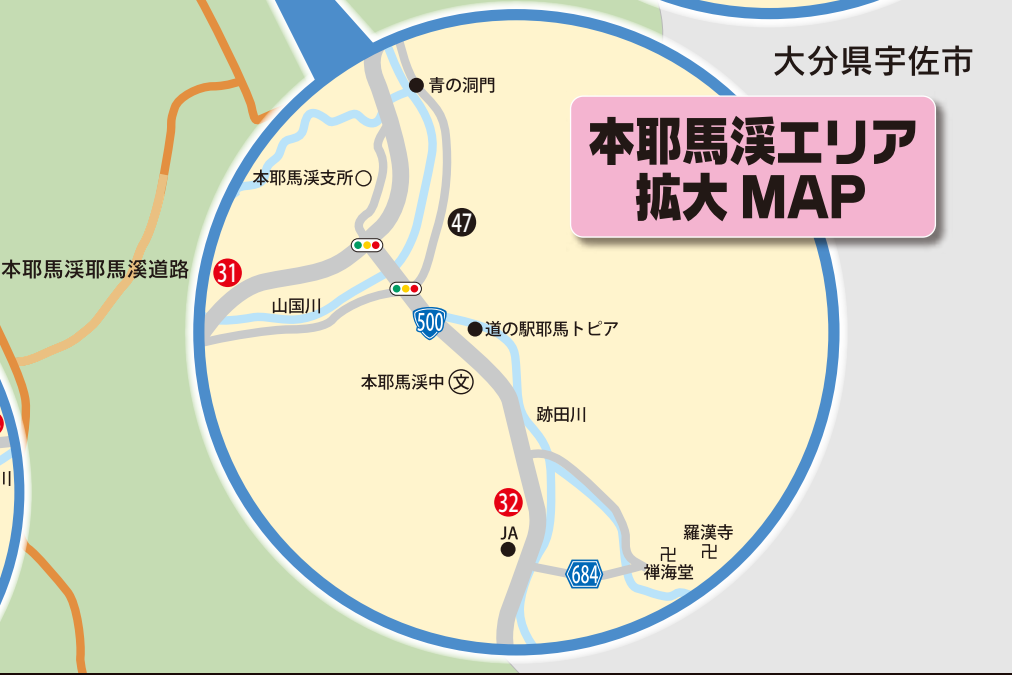 大分県宇佐市
本耶馬渓エリア
拡大 MAP
青の洞門
本耶馬渓支所
47
本耶馬渓耶馬渓道路
31
山国川
500
道の駅耶馬トピア
本耶馬渓中
文
跡田川
川
32
JA
羅漢寺
卍
卍
禅海堂
684